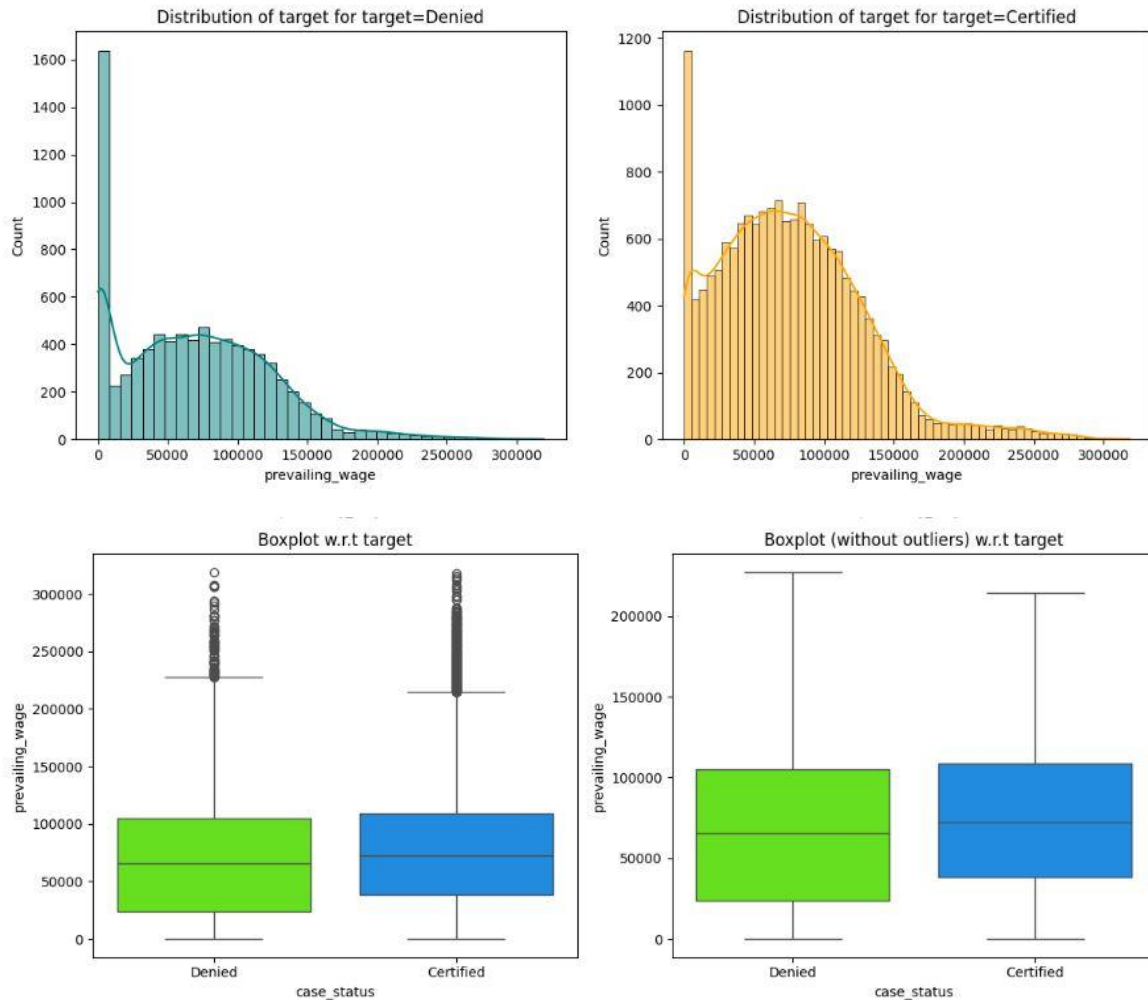 Distribution of target for target=Denied
1600
1400
1200
1000
800
600
400
200
0
Count
0 50000 100000 150000 200000 250000 300000
prevailing_wage
Distribution of target for target=Certified
1200
1000
800
600
400
200
0
Count
0 50000 100000 150000 200000 250000 300000
prevailing_wage
Boxplot w.r.t target
300000
250000
200000
150000
100000
50000
0
prevailing_wage
Denied Certified
case_status
Boxplot (without outliers) w.r.t target
200000
150000
100000
50000
0
prevailing_wage
Denied Certified
case_status